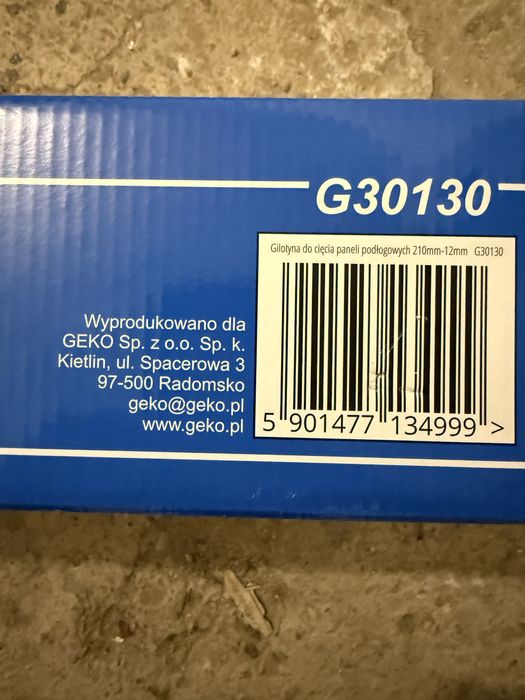 G30130
Gilotyna do cięcia paneli podłogowych 210mm-12mm G30130
Wyprodukowano dla
GEKO Sp. z o.o. Sp. k.
Kietlin, ul. Spacerowa 3
97-500 Radomsko
geko@geko.pl
www.geko.pl
5 901477 134999 >